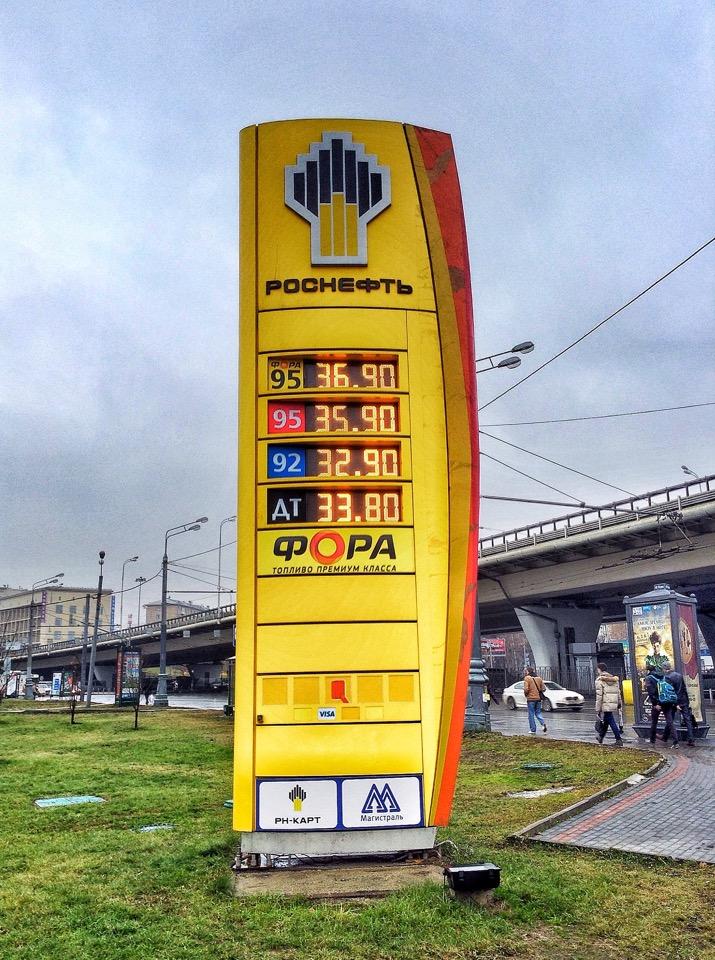 РОСНЕФТЬ
ФОРА
95 36.90
95 35.90
92 32.90
ДТ 33.80
ФОРА
ТОПЛИВО ПРЕМИУМ КЛАССА
VISA
РН-КАРТ
Магистраль